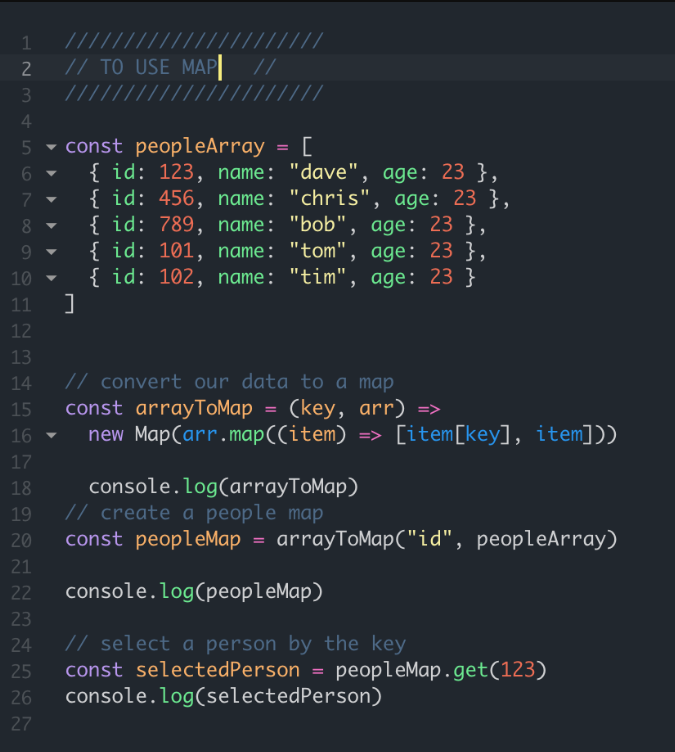 1 //////////////////////
2 // TO USE MAP   //
3 //////////////////////
4
5 const peopleArray = [
6   { id: 123, name: "dave", age: 23 },
7   { id: 456, name: "chris", age: 23 },
8   { id: 789, name: "bob", age: 23 },
9   { id: 101, name: "tom", age: 23 },
10   { id: 102, name: "tim", age: 23 }
11 ]
12
13
14 // convert our data to a map
15 const arrayToMap = (key, arr) =>
16   new Map(arr.map((item) => [item[key], item]))
17
18   console.log(arrayToMap)
19 // create a people map
20 const peopleMap = arrayToMap("id", peopleArray)
21
22 console.log(peopleMap)
23
24 // select a person by the key
25 const selectedPerson = peopleMap.get(123)
26 console.log(selectedPerson)
27